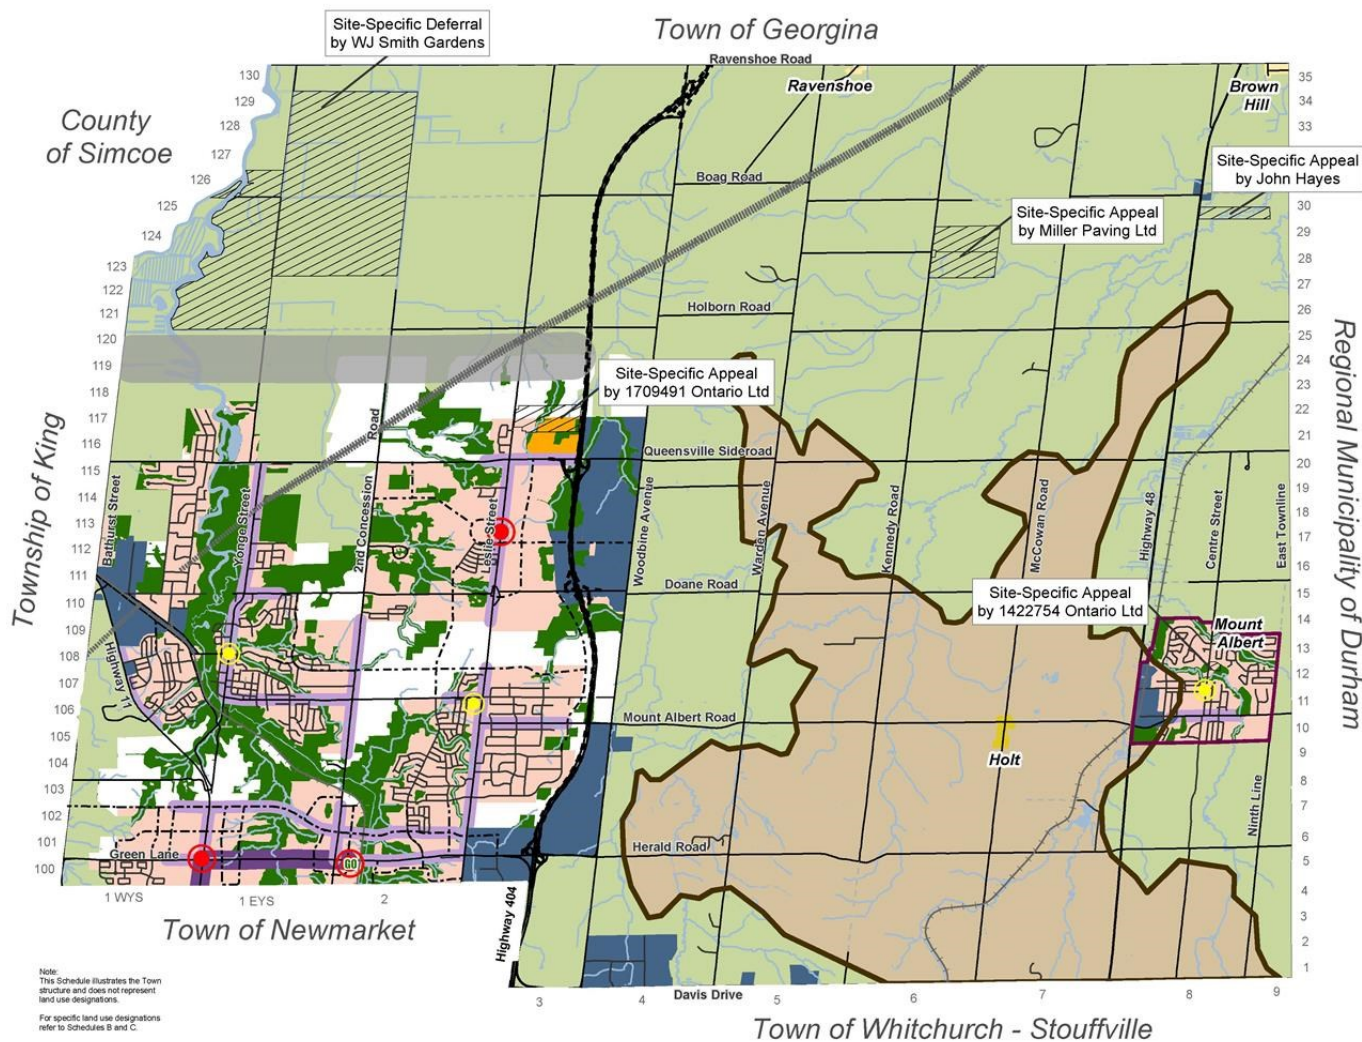 Site-Specific Deferral
by WJ Smith Gardens
Town of Georgina
Ravenshoe Road
Ravenshoe
Brown
Hill
County
of Simcoe
130
129
128
127
126
125
124
123
122
121
120
119
118
117
116
115
114
113
112
111
110
109
108
107
106
105
104
103
102
101
100
35
34
33
30
29
28
27
26
25
24
23
22
21
20
19
18
17
16
15
14
13
12
11
10
9
8
7
6
5
4
3
2
1
Site-Specific Appeal
by John Hayes
Boag Road
Site-Specific Appeal
by Miller Paving Ltd
Holborn Road
Site-Specific Appeal
by 1709491 Ontario Ltd
Queensville Sideroad
Township of King
Regional Municipality of Durham
Bathurst Street
Yonge Street
2nd Concession
Road
Leslie Street
Woodbine Avenue
Warden Avenue
Kennedy Road
McCowan Road
Highway 48
Centre Street
East Townline
Doane Road
Site-Specific Appeal
by 1422754 Ontario Ltd
Mount
Albert
Highway 11
Mount Albert Road
Holt
Ninth Line
Green Lane
GO
Herald Road
Highway 404
1 WYS
1 EYS
2
Town of Newmarket
Davis Drive
3
4
5
6
7
8
9
Town of Whitchurch - Stouffville
Note:
This Schedule illustrates the Town
structure and does not represent
land use designations.
For specific land use designations
refer to Schedules B and C.